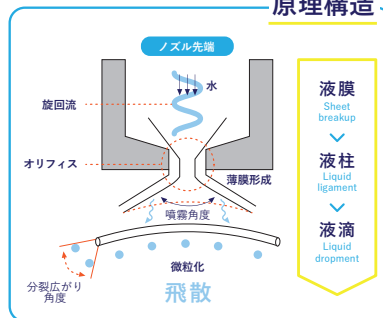 原理構造
ノズル先端
水
旋回流
オリフィス
薄膜形成
噴霧角度
分裂広がり
角度
微粒化
飛散
液膜
Sheet
breakup
液柱
Liquid
ligament
液滴
Liquid
dropment